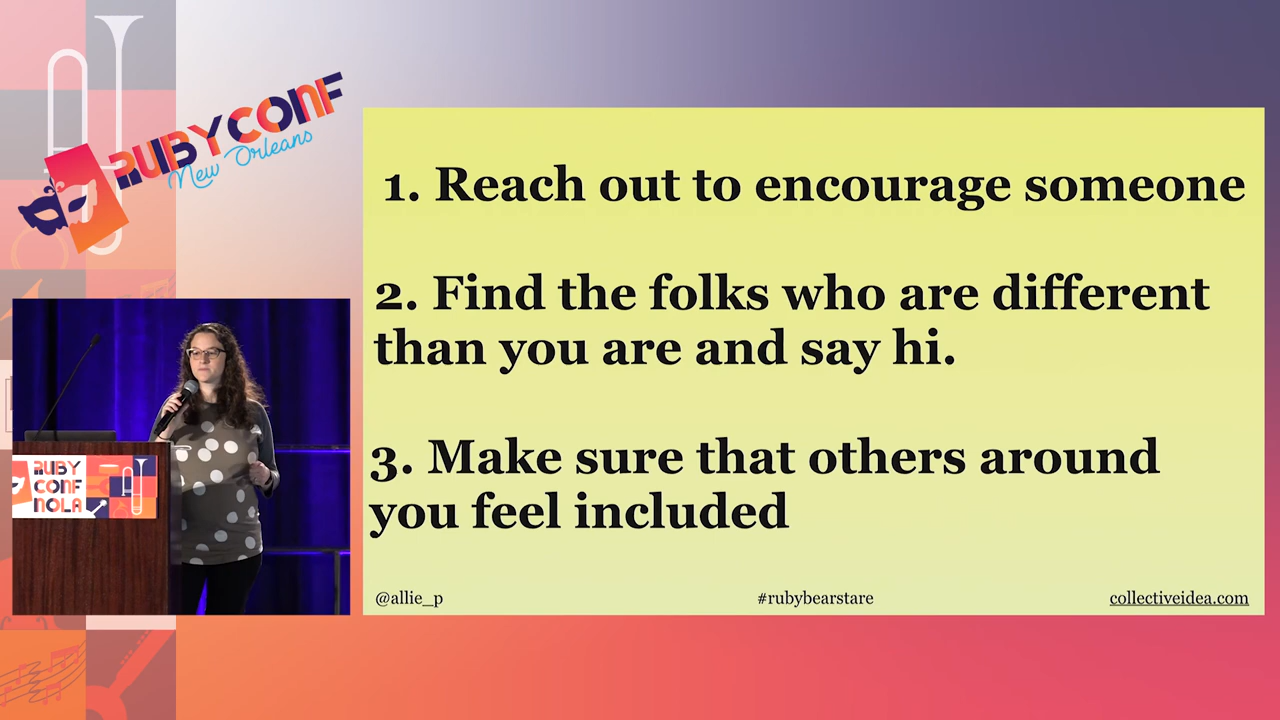 RUBYCONF
New Orleans
1. Reach out to encourage someone
2. Find the folks who are different
than you are and say hi.
3. Make sure that others around
you feel included
RUBY
CONF
NOLA
@allie_p
#rubybearstare
collectiveidea.com